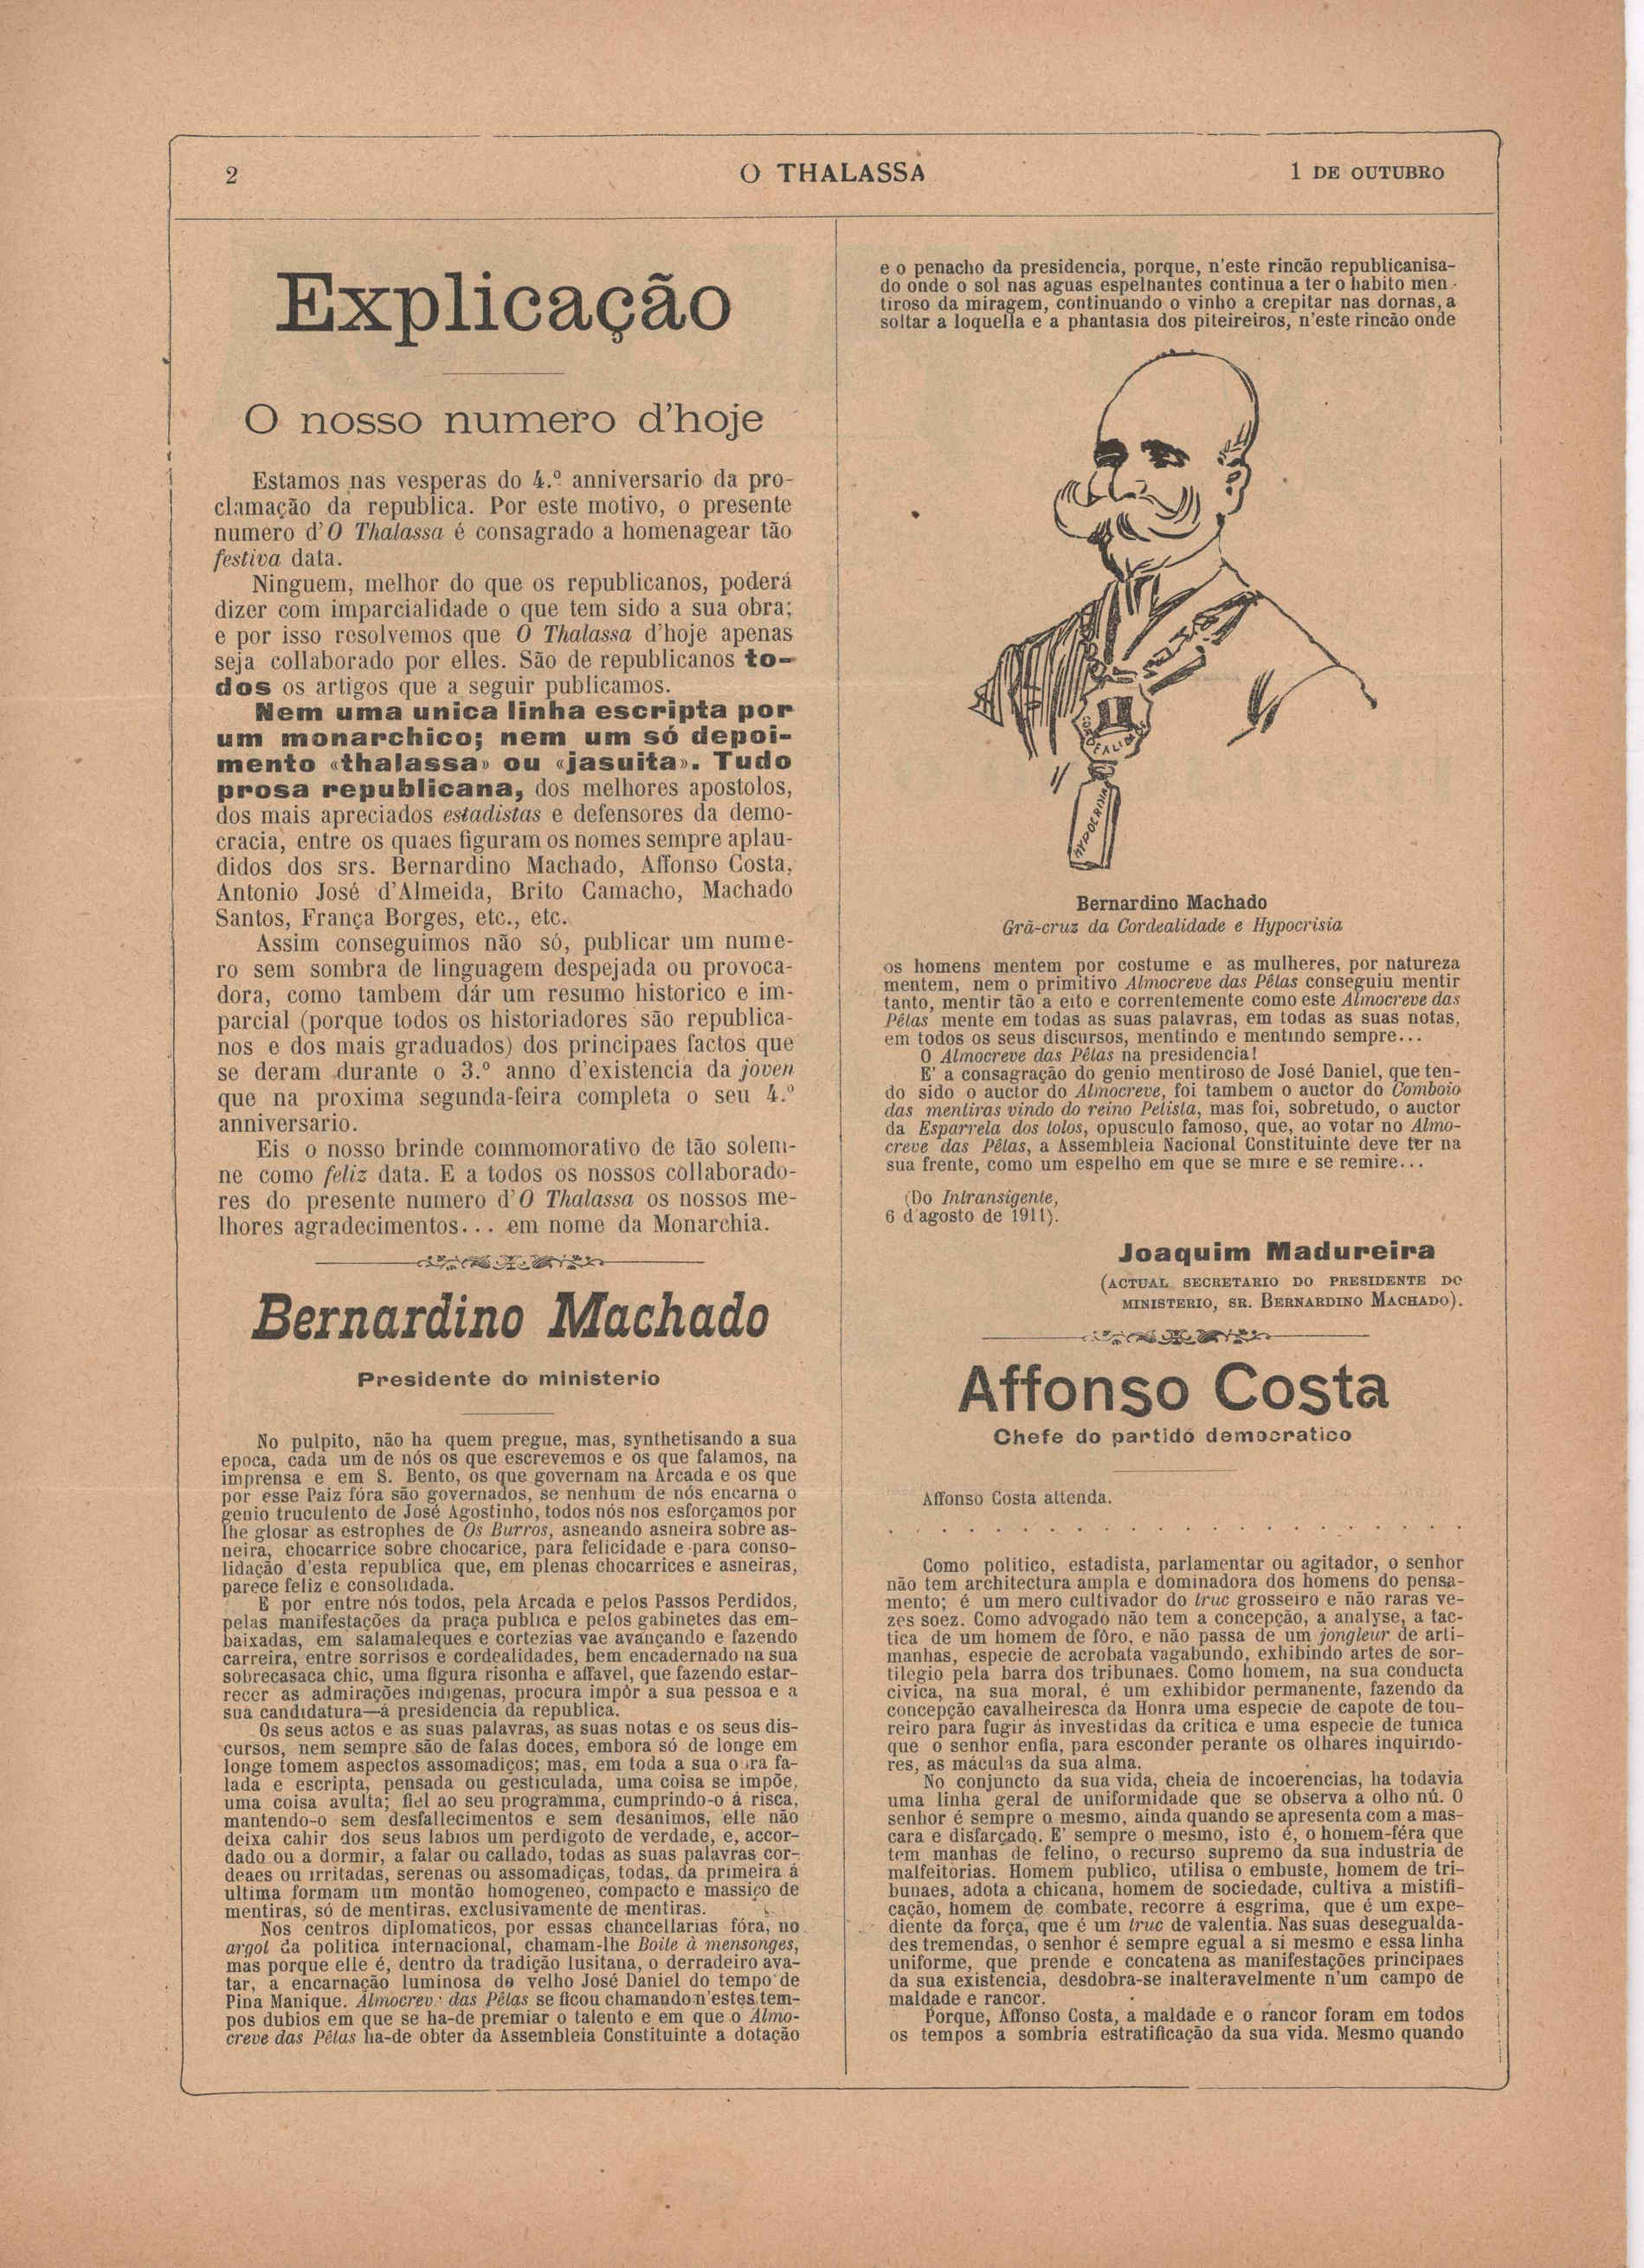 2
O THALASSA
1 DE OUTUBRO
Explicação
O nosso numero d'hoje
Estamos nas vesperas do 4.º anniversario da pro-
clamação da republica. Por este motivo, o presente
numero d'O Thalassa é consagrado a homenagear tão
festiva data.
Ninguem, melhor do que os republicanos, poderá
dizer com imparcialidade o que tem sido a sua obra;
e por isso resolvemos que O Thalassa d'hoje apenas
seja collaborado por elles. São de republicanos to-
dos os artigos que a seguir publicamos.
Nem uma unica linha escripta por
um monarchico; nem um só depoi-
mento «thalassa» ou «jasuita». Tudo
prosa republicana, dos melhores apostolos,
dos mais apreciados estadistas e defensores da demo-
cracia, entre os quaes figuram os nomes sempre aplau-
didos dos srs. Bernardino Machado, Affonso Costa,
Antonio José d'Almeida, Brito Camacho, Machado
Santos, França Borges, etc., etc.
Assim conseguimos não só, publicar um nume-
ro sem sombra de linguagem despejada ou provoca-
dora, como tambem dár um resumo historico e im-
parcial (porque todos os historiadores são republica-
nos e dos mais graduados) dos principaes factos que
se deram durante o 3.º anno d'existencia da joven
que na proxima segunda-feira completa o seu 4.º
anniversario.
Eis o nosso brinde commomorativo de tão solem-
ne como feliz data. E a todos os nossos collaborado-
res do presente numero d'O Thalassa os nossos me-
lhores agradecimentos... em nome da Monarchia.
Bernardino Machado
Presidente do ministerio
No pulpito, não ha quem pregue, mas, synthetisando a sua
epoca, cada um de nós os que escrevemos e os que falamos, na
imprensa e em S. Bento, os que governam na Arcada e os que
por esse Paiz fóra são governados, se nenhum de nós encarna o
genio truculento de José Agostinho, todos nós nos esforçamos por
lhe glosar as estrophes de Os Burros, asneando asneira sobre as-
neira, chocarrice sobre chocarice, para felicidade e para conso-
lidação d'esta republica que, em plenas chocarrices e asneiras,
parece feliz e consolidada.
E por entre nós todos, pela Arcada e pelos Passos Perdidos,
pelas manifestações da praça publica e pelos gabinetes das em-
baixadas, em salamaleques e cortezias vae avançando e fazendo
carreira, entre sorrisos e cordealidades, bem encadernado na sua
sobrecasaca chic, uma figura risonha e affavel, que fazendo estar-
recer as admirações indigenas, procura impôr a sua pessoa e a
sua candidatura—á presidencia da republica.
Os seus actos e as suas palavras, as suas notas e os seus dis-
cursos, nem sempre são de falas doces, embora só de longe em
longe tomem aspectos assomadiços; mas, em toda a sua obra fa-
lada e escripta, pensada ou gesticulada, uma coisa se impõe,
uma coisa avulta; fiel ao seu programma, cumprindo-o á risca,
mantendo-o sem desfallecimentos e sem desanimos, elle não
deixa cahir dos seus labios um perdigoto de verdade, e, accor-
dado ou a dormir, a falar ou callado, todas as suas palavras cor-
deaes ou irritadas, serenas ou assomadiças, todas, da primeira á
ultima formam um montão homogeneo, compacto e massiço de
mentiras, só de mentiras, exclusivamente de mentiras.
Nos centros diplomaticos, por essas chancellarias fóra, no
argot da politica internacional, chamam-lhe Boile à mensonges,
mas porque elle é, dentro da tradição lusitana, o derradeiro ava-
tar, a encarnação luminosa do velho José Daniel do tempo de
Pina Manique. Almocreve das Pêlas se ficou chamando n'estes tem-
pos dubios em que se ha-de premiar o talento e em que o Almo-
creve das Pêlas ha-de obter da Assembleia Constituinte a dotação
e o penacho da presidencia, porque, n'este rincão republicanisa-
do onde o sol nas aguas espelhantes continua a ter o habito men-
tiroso da miragem, continuando o vinho a crepitar nas dornas, a
soltar a loquella e a phantasia dos piteireiros, n'este rincão onde
HYPOCRISIA
Bernardino Machado
Grã-cruz da Cordealidade e Hypocrisia
os homens mentem por costume e as mulheres, por natureza
mentem, nem o primitivo Almocreve das Pêlas conseguiu mentir
tanto, mentir tão a eito e correntemente como este Almocreve das
Pêlas mente em todas as suas palavras, em todas as suas notas,
em todos os seus discursos, mentindo e mentindo sempre...
O Almocreve das Pêlas na presidencia!
E' a consagração do genio mentiroso de José Daniel, que ten-
do sido o auctor do Almocreve, foi tambem o auctor do Comboio
das mentiras vindo do reino Petista, mas foi, sobretudo, o auctor
da Esparrela dos tolos, opusculo famoso, que, ao votar no Almo-
creve das Pêlas, a Assembleia Nacional Constituinte deve ter na
sua frente, como um espelho em que se mire e se remire...
(Do Intransigente,
6 d'agosto de 1911).
Joaquim Madureira
(ACTUAL SECRETARIO DO PRESIDENTE DO
MINISTERIO, SR. BERNARDINO MACHADO).
Affonso Costa
Chefe do partido democratico
Affonso Costa attenda.
. . . . . . . . . . . . . . . . . . . . . .
Como politico, estadista, parlamentar ou agitador, o senhor
não tem architectura ampla e dominadora dos homens do pensa-
mento; é um mero cultivador do truc grosseiro e não raras ve-
zes soez. Como advogado não tem a concepção, a analyse, a tac-
tica de um homem de fôro, e não passa de um jongleur de arti-
manhas, especie de acrobata vagabundo, exhibindo artes de sor-
tilegio pela barra dos tribunaes. Como homem, na sua conducta
civica, na sua moral, é um exhibidor permanente, fazendo da
concepção cavalheiresca da Honra uma especie de capote de tou-
reiro para fugir ás investidas da critica e uma especie de tunica
que o senhor enfia, para esconder perante os olhares inquirido-
res, as máculas da sua alma.
No conjuncto da sua vida, cheia de incoerencias, ha todavia
uma linha geral de uniformidade que se observa a olho nú. O
senhor é sempre o mesmo, ainda quando se apresenta com a mas-
cara e disfarçado. E' sempre o mesmo, isto é, o homem-féra que
tem manhas de felino, o recurso supremo da sua industria de
malfeitorias. Homem publico, utilisa o embuste, homem de tri-
bunaes, adota a chicana, homem de sociedade, cultiva a mistifi-
cação, homem de combate, recorre á esgrima, que é um expe-
diente da força, que é um truc de valentia. Nas suas desegualda-
des tremendas, o senhor é sempre egual a si mesmo e essa linha
uniforme, que prende e concatena as manifestações principaes
da sua existencia, desdobra-se inalteravelmente n'um campo de
maldade e rancor.
Porque, Affonso Costa, a maldade e o rancor foram em todos
os tempos a sombria estratificação da sua vida. Mesmo quando